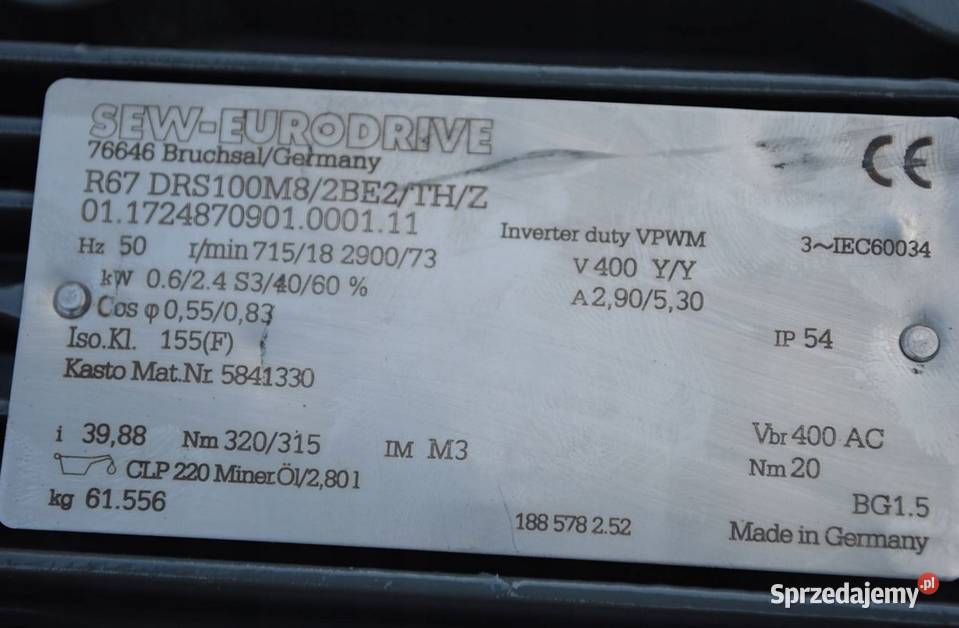 SEW-EURODRIVE
76646 Bruchsal/Germany
CE
R67 DRS100M8/2BE2/TH/Z
01.1724870901.0001.11
Inverter duty VPWM
3~IEC60034
Hz 50 r/min 715/18 2900/73
V 400 Y/Y
kW 0.6/2.4 S3/40/60 %
A 2,90/5,30
Cos φ 0,55/0,83
IP 54
Iso.Kl. 155(F)
Kasto Mat.Nr. 5841330
i 39,88 Nm 320/315 IM M3
Vbr 400 AC
CLP 220 Miner.Öl/2,80 l
Nm 20
kg 61.556
BG1.5
188 578 2.52
Made in Germany
Sprzedajemy.pl